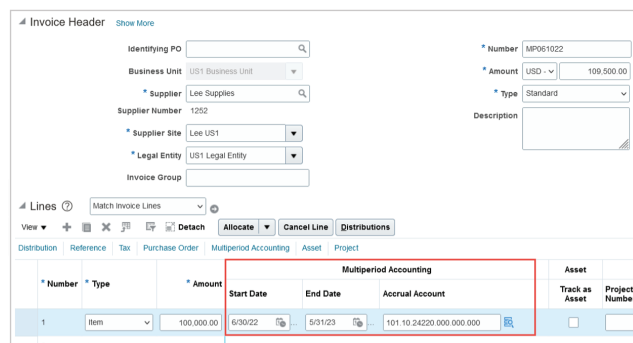 Invoice Header Show More
Identifying PO
Business Unit US1 Business Unit
* Supplier Lee Supplies
Supplier Number 1252
* Supplier Site Lee US1
* Legal Entity US1 Legal Entity
Invoice Group
* Number MP061022
* Amount USD - 109,500.00
* Type Standard
Description
Lines ? Match Invoice Lines
View Detach Allocate Cancel Line Distributions
Distribution Reference Tax Purchase Order Multiperiod Accounting Asset Project
Multiperiod Accounting Asset
* Number * Type * Amount Start Date End Date Accrual Account Track as Asset Project Numbe
1 Item 100,000.00 6/30/22 ... 5/31/23 ... 101.10.24220.000.000.000